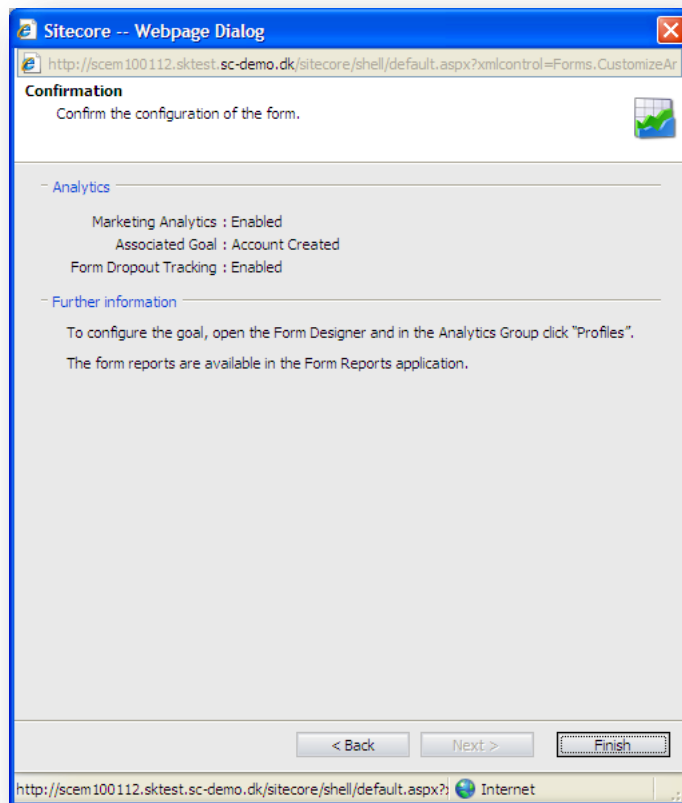 Sitecore -- Webpage Dialog
http://scem100112.sktest.sc-demo.dk/sitecore/shell/default.aspx?xmlcontrol=Forms.CustomizeAr
Confirmation
Confirm the configuration of the form.
Analytics
Marketing Analytics : Enabled
Associated Goal : Account Created
Form Dropout Tracking : Enabled
Further information
To configure the goal, open the Form Designer and in the Analytics Group click "Profiles".
The form reports are available in the Form Reports application.
< Back Next > Finish
http://scem100112.sktest.sc-demo.dk/sitecore/shell/default.aspx? Internet